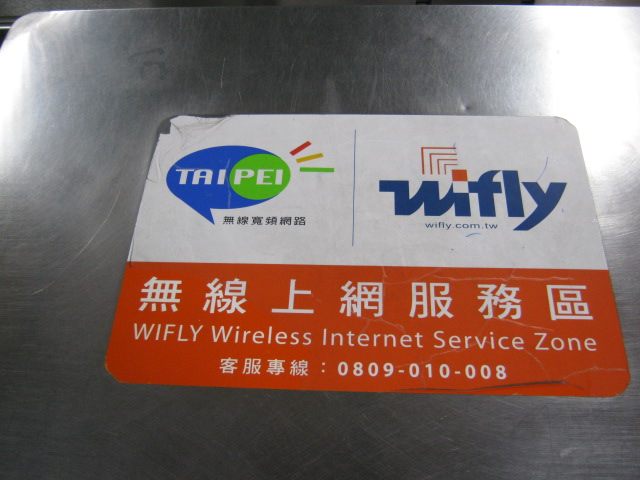 TAIPEI
無線寬頻網路
wifly
wifly.com.tw
無線上網服務區
WIFLY Wireless Internet Service Zone
客服專線：0809-010-008